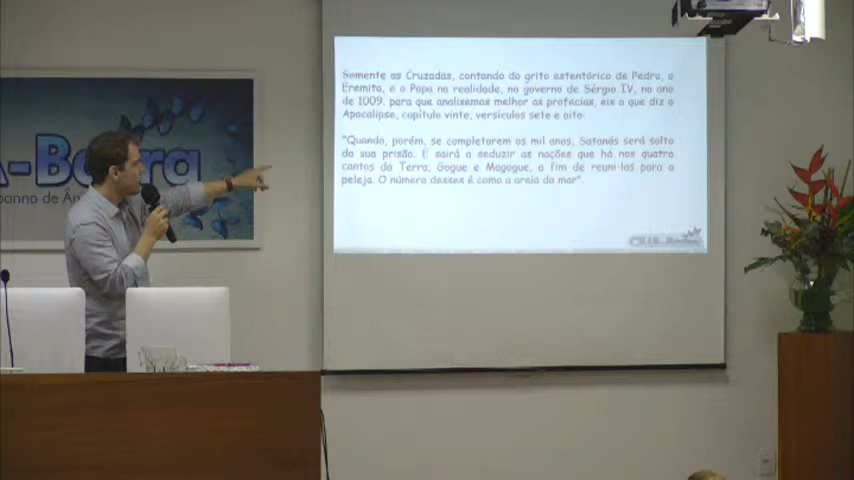 Somente as Cruzadas, contando do grito estentórico de Pedro, o
Eremita, e o Papa na realidade, no governo de Sérgio IV, no ano
de 1009, para que analisemos melhor as profecias, eis o que diz o
Apocalipse, capítulo vinte, versículos sete e oito:
"Quando, porém, se completarem os mil anos, Satanás será solto
da sua prisão. E sairá a seduzir as nações que há nos quatro
cantos da Terra, Gogue e Magogue, a fim de reuni-las para a
peleja. O número desses é como a areia do mar".